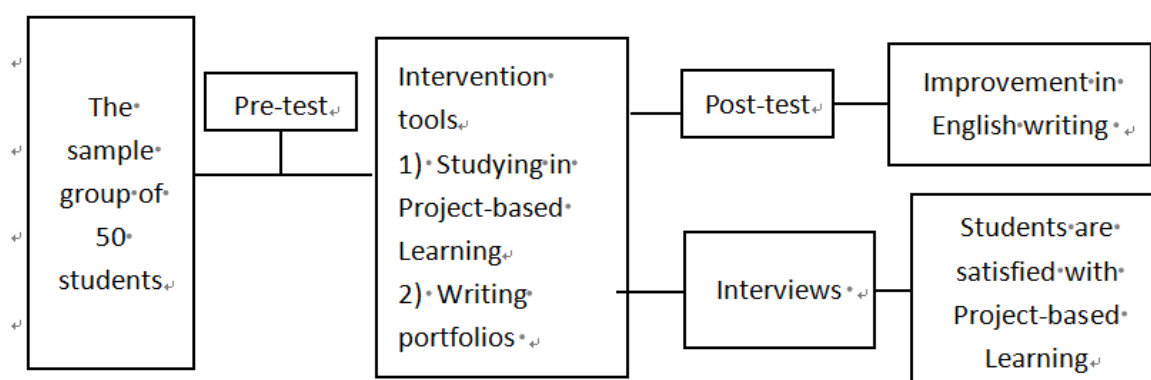 The
sample
group of
50
students
Pre-test
Intervention
tools
1) Studying in
Project-based
Learning
2) Writing
portfolios
Post-test
Improvement in
English writing
Interviews
Students are
satisfied with
Project-based
Learning